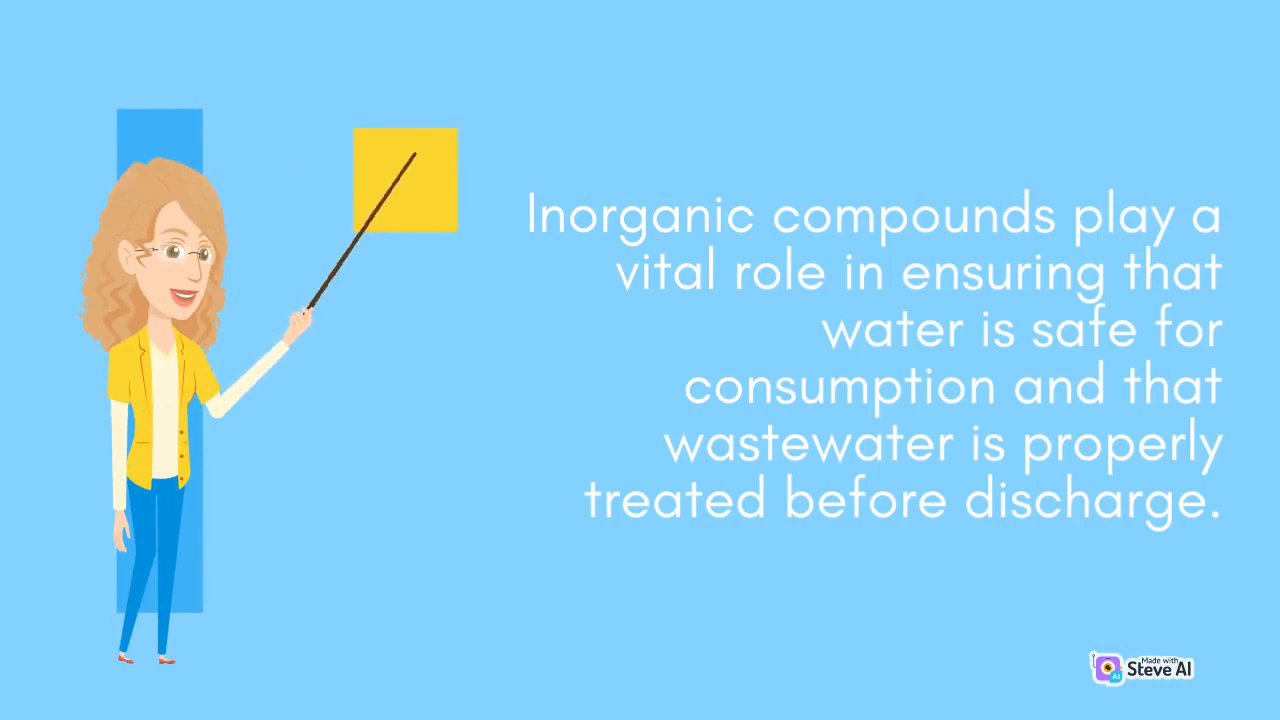 Inorganic compounds play a
vital role in ensuring that
water is safe for
consumption and that
wastewater is properly
treated before discharge.
Made with
Steve AI
AI